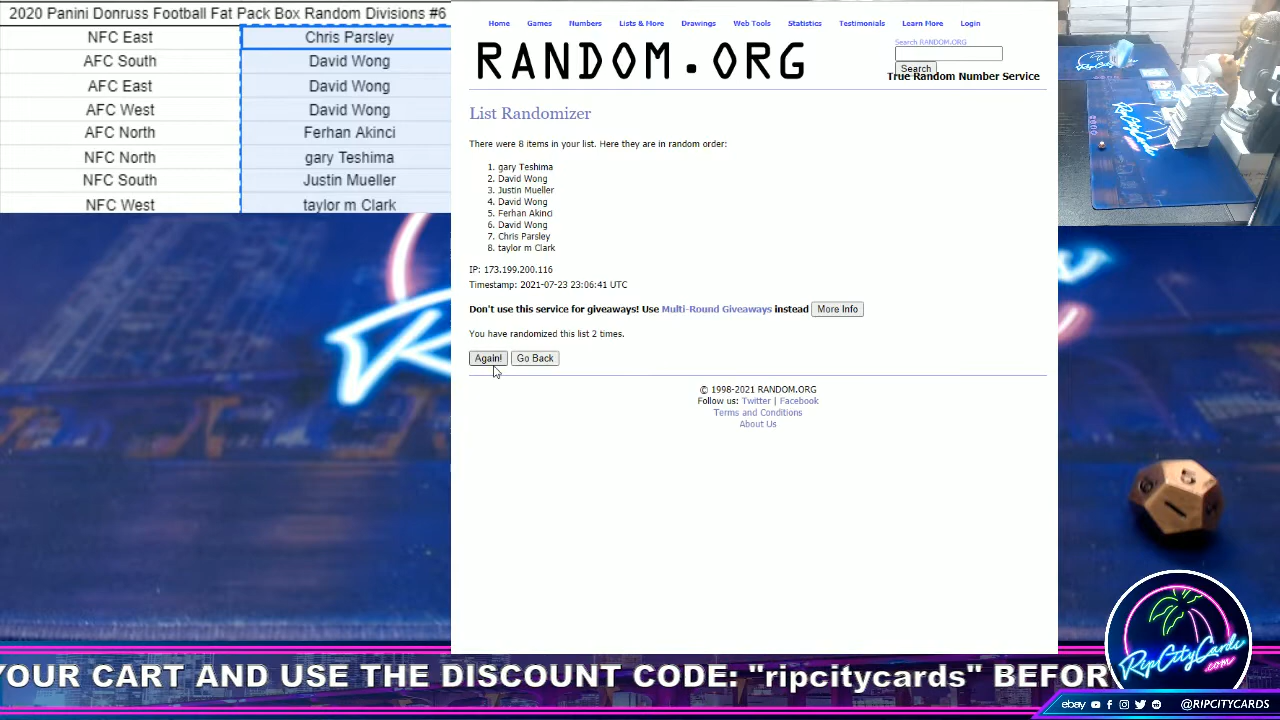 2020 Panini Donruss Football Fat Pack Box Random Divisions #6
NFC East Chris Parsley
AFC South David Wong
AFC East David Wong
AFC West David Wong
AFC North Ferhan Akinci
NFC North gary Teshima
NFC South Justin Mueller
NFC West taylor m Clark
Home Games Numbers Lists & More Drawings Web Tools Statistics Testimonials Learn More Login
RANDOM.ORG
Search RANDOM.ORG
Search
True Random Number Service
List Randomizer
There were 8 items in your list. Here they are in random order:
1. gary Teshima
2. David Wong
3. Justin Mueller
4. David Wong
5. Ferhan Akinci
6. David Wong
7. Chris Parsley
8. taylor m Clark
IP: 173.199.200.116
Timestamp: 2021-07-23 23:06:41 UTC
Don't use this service for giveaways! Use Multi-Round Giveaways instead More Info
You have randomized this list 2 times.
Again! Go Back
© 1998-2021 RANDOM.ORG
Follow us: Twitter | Facebook
Terms and Conditions
About Us
YOUR CART AND USE THE DISCOUNT CODE: "ripcitycards" BEFOR
RipCityCards
.com
ebay @RIPCITYCARDS